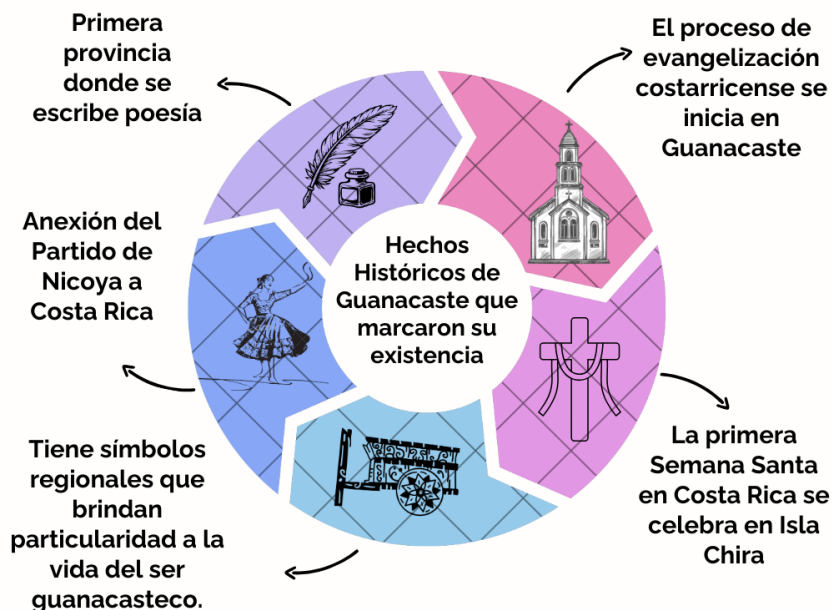 Primera
provincia
donde se
escribe poesía
El proceso de
evangelización
costarricense se
inicia en
Guanacaste
Anexión del
Partido de
Nicoya a
Costa Rica
Hechos
Históricos de
Guanacaste que
marcaron su
existencia
Tiene símbolos
regionales que
brindan
particularidad a la
vida del ser
guanacasteco.
La primera
Semana Santa
en Costa Rica se
celebra en Isla
Chira